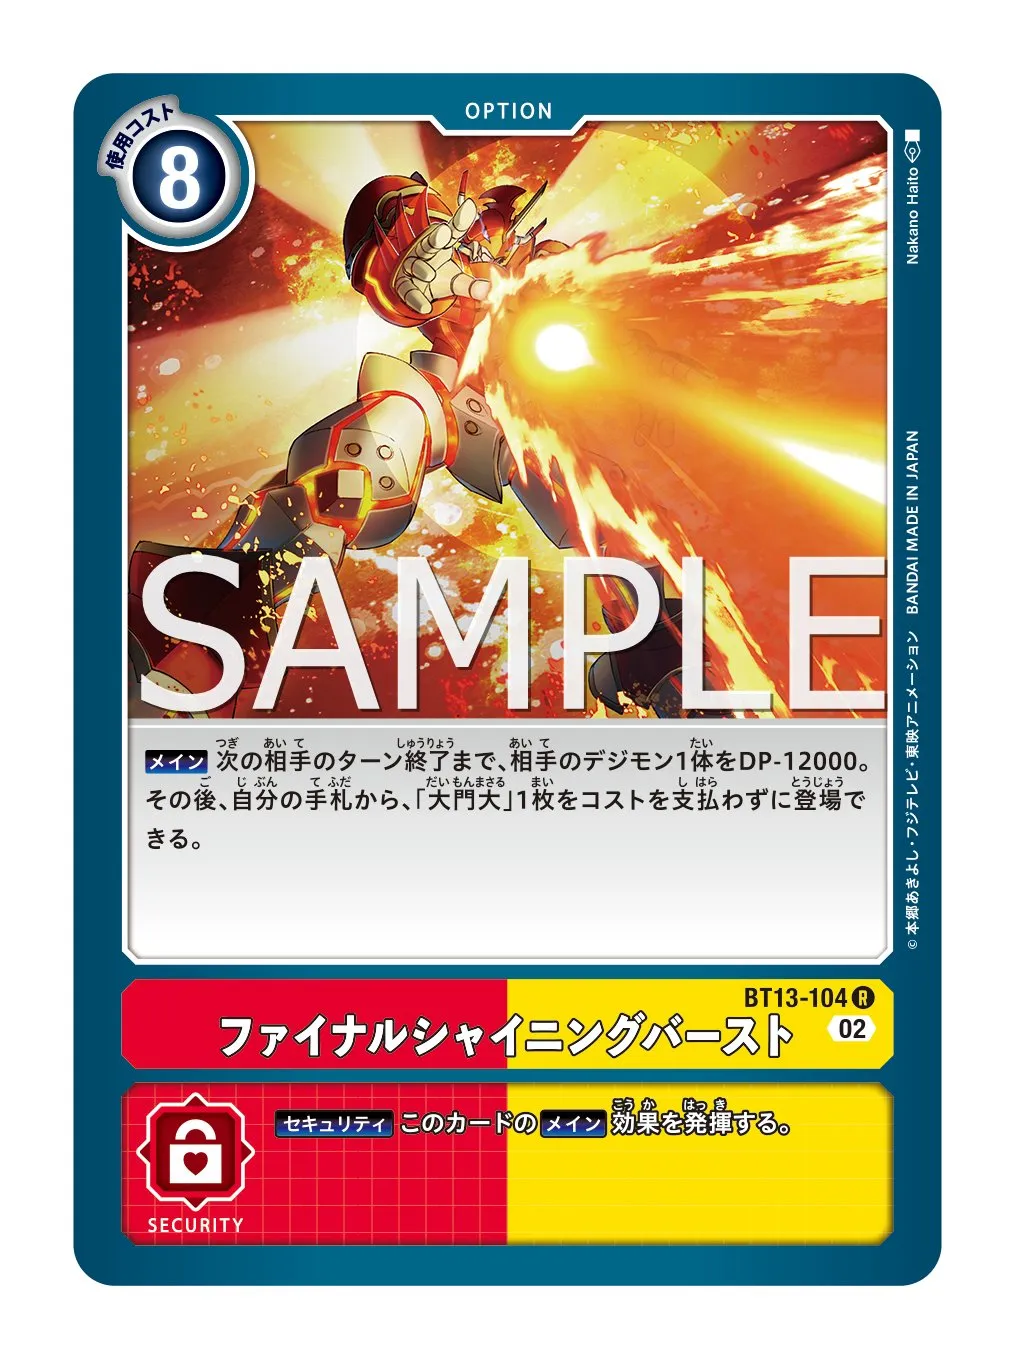 OPTION
使用コスト
8
Nakano Haito
SAMPLE
BANDAI MADE IN JAPAN
© 本郷あきよし・フジテレビ・東映アニメーション
メイン 次の相手のターン終了まで、相手のデジモン1体をDP-12000。
その後、自分の手札から、「大門大」1枚をコストを支払わずに登場で
きる。
BT13-104 R
ファイナルシャイニングバースト 02
セキュリティ このカードの メイン 効果を発揮する。
SECURITY